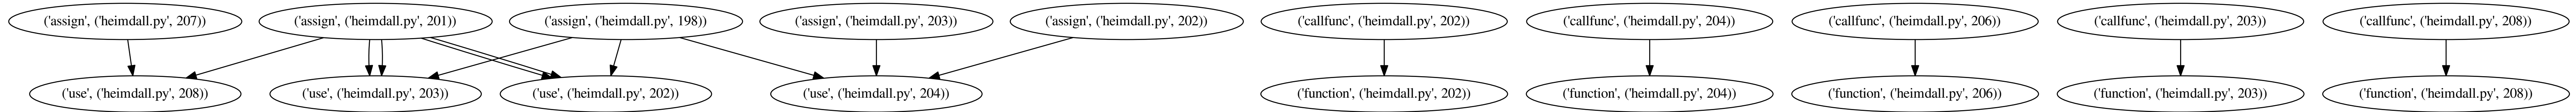 ('assign', ('heimdall.py', 207))
('assign', ('heimdall.py', 201))
('assign', ('heimdall.py', 198))
('assign', ('heimdall.py', 203))
('assign', ('heimdall.py', 202))
('callfunc', ('heimdall.py', 202))
('callfunc', ('heimdall.py', 204))
('callfunc', ('heimdall.py', 206))
('callfunc', ('heimdall.py', 203))
('callfunc', ('heimdall.py', 208))
('use', ('heimdall.py', 208))
('use', ('heimdall.py', 203))
('use', ('heimdall.py', 202))
('use', ('heimdall.py', 204))
('function', ('heimdall.py', 202))
('function', ('heimdall.py', 204))
('function', ('heimdall.py', 206))
('function', ('heimdall.py', 203))
('function', ('heimdall.py', 208))